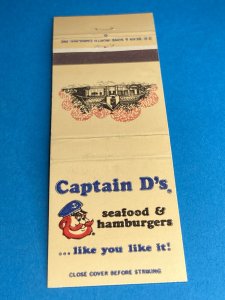 Captain D's®
seafood &
hamburgers
...like you like it!
CLOSE COVER BEFORE STRIKING